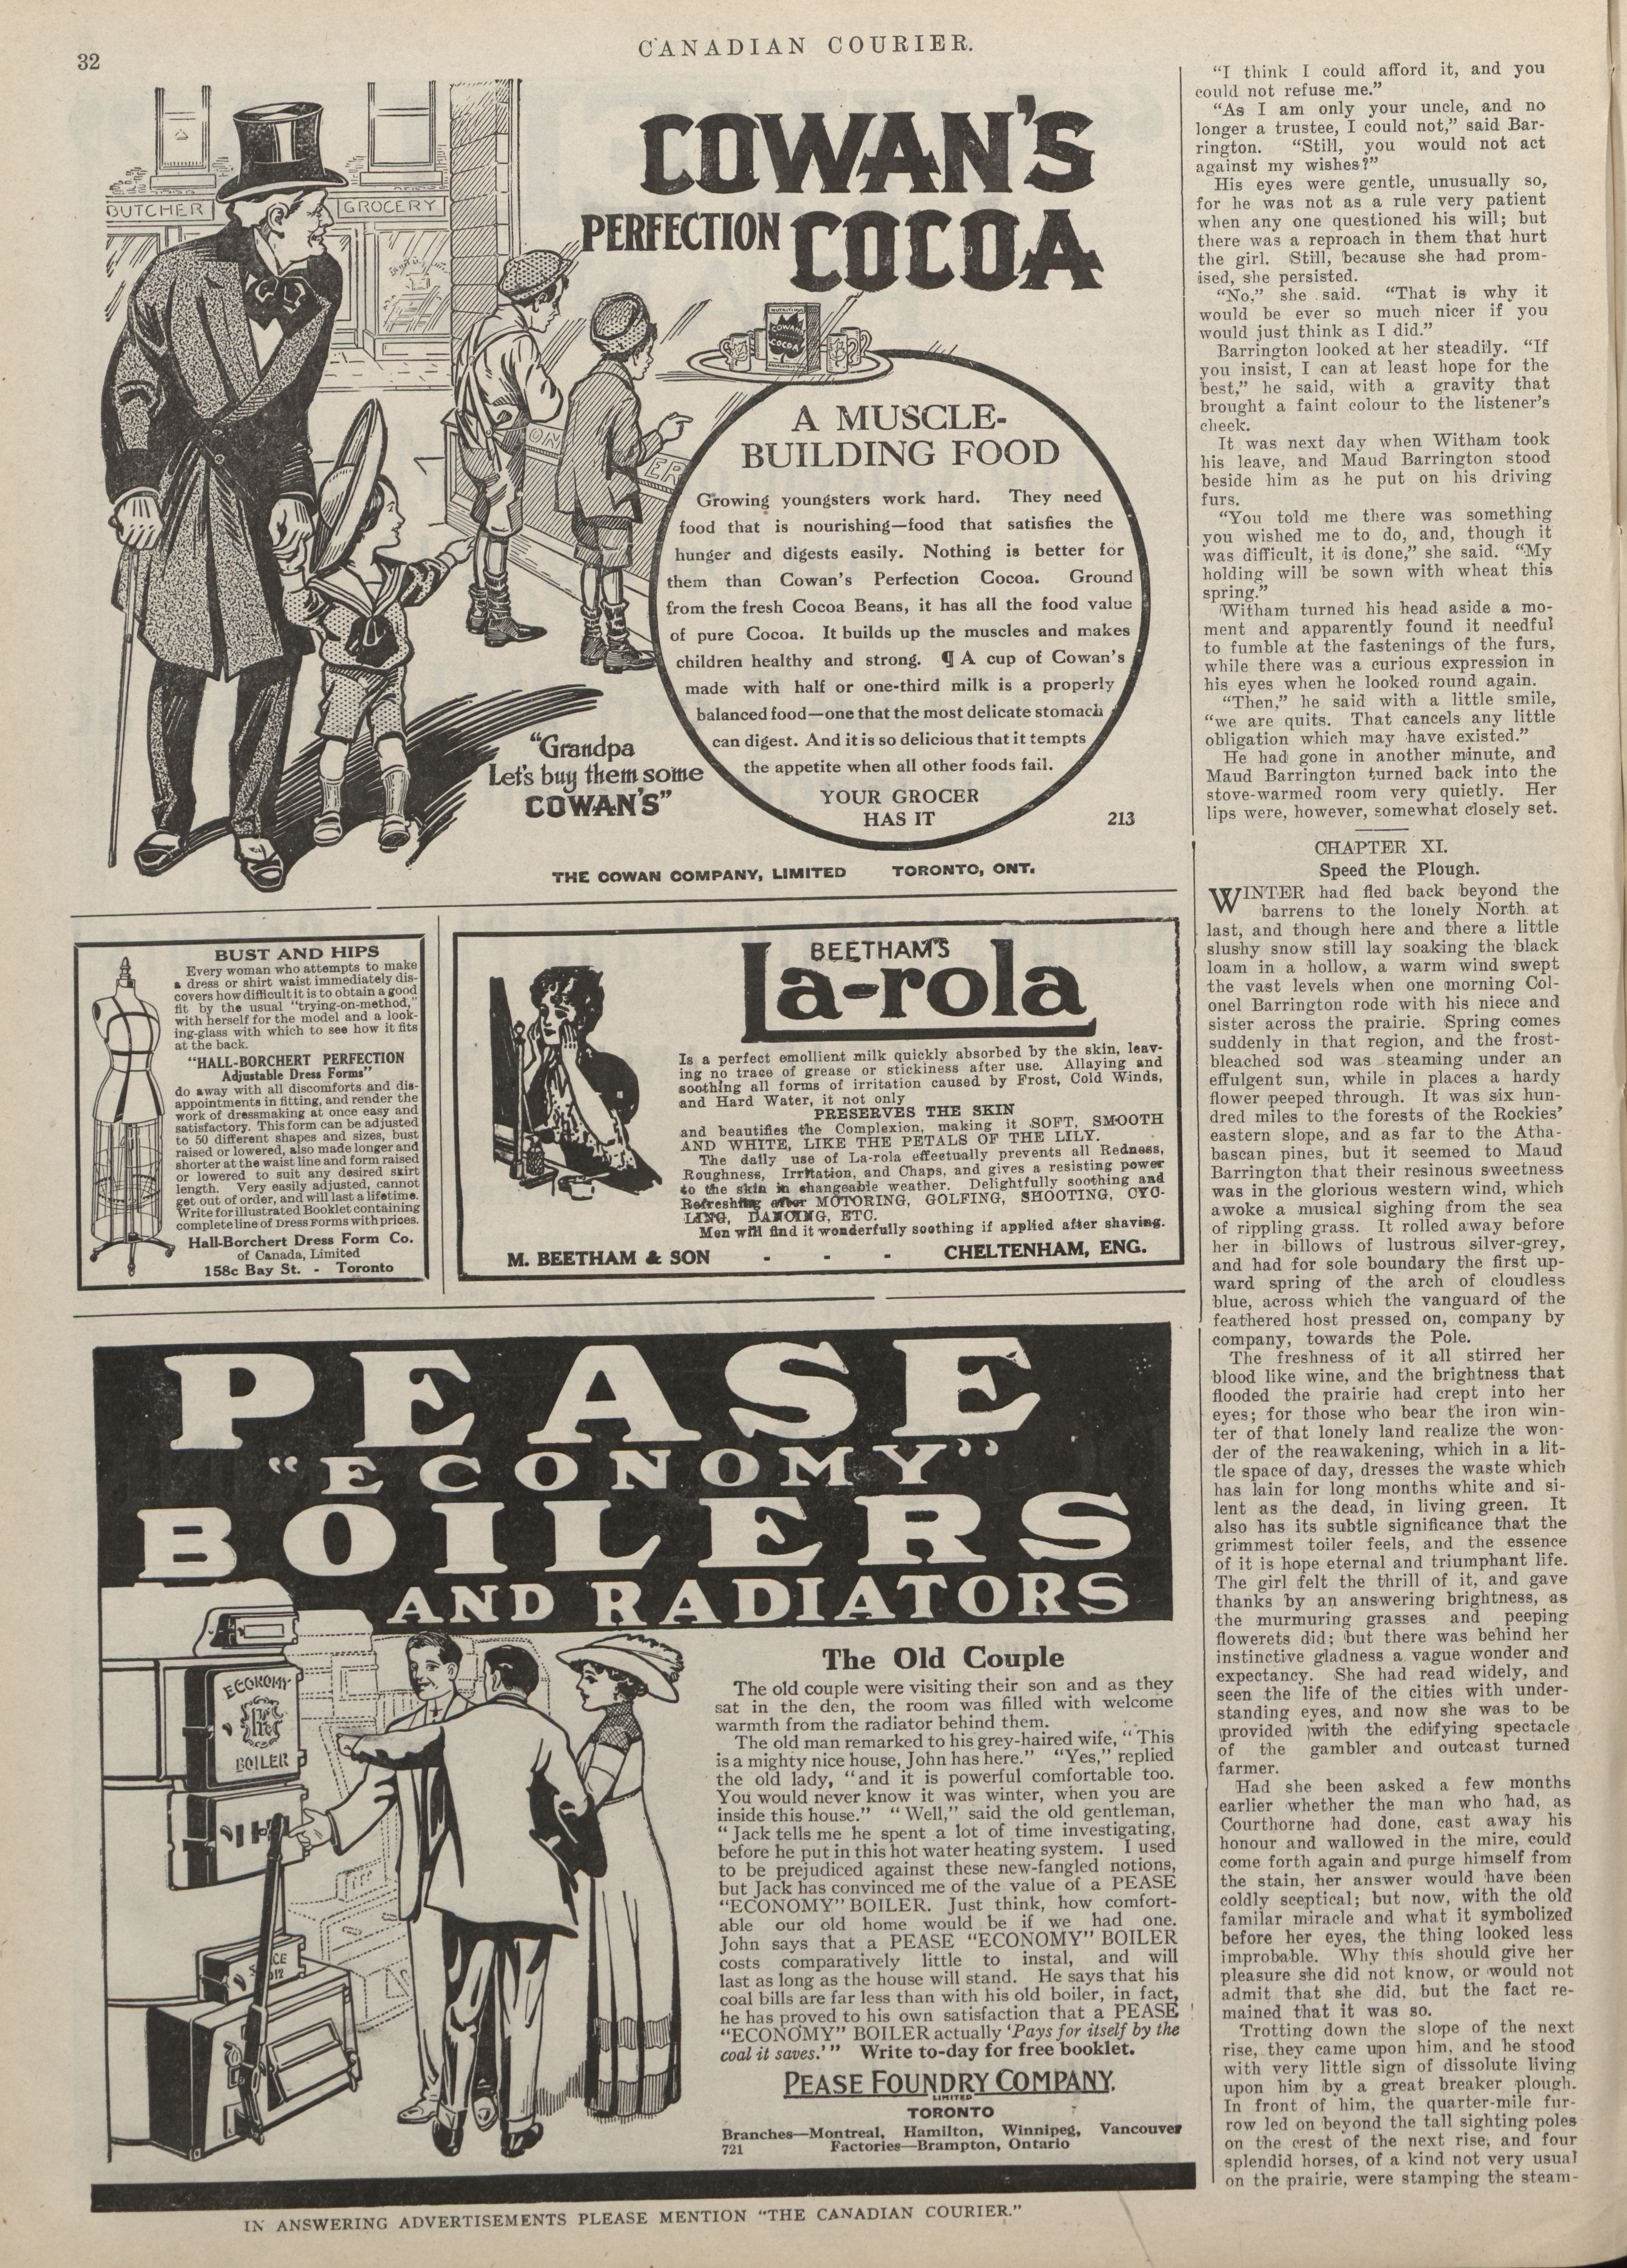 32
CANADIAN COURIER.
BUTCHER
GROCERY
COWAN'S
PERFECTION COCOA
COWAN'S
COCOA
A MUSCLE-
BUILDING FOOD
Growing youngsters work hard. They need
food that is nourishing—food that satisfies the
hunger and digests easily. Nothing is better for
them than Cowan's Perfection Cocoa. Ground
from the fresh Cocoa Beans, it has all the food value
of pure Cocoa. It builds up the muscles and makes
children healthy and strong. ¶ A cup of Cowan's
made with half or one-third milk is a properly
balanced food—one that the most delicate stomach
can digest. And it is so delicious that it tempts
the appetite when all other foods fail.
YOUR GROCER
HAS IT
213
"Grandpa
Let's buy them some
COWAN'S"
THE COWAN COMPANY, LIMITED TORONTO, ONT.
BUST AND HIPS
Every woman who attempts to make
a dress or shirt waist immediately dis-
covers how difficult it is to obtain a good
fit by the usual "trying-on-method,"
with herself for the model and a look-
ing-glass with which to see how it fits
at the back.
"HALL-BORCHERT PERFECTION
Adjustable Dress Forms"
do away with all discomforts and dis-
appointments in fitting, and render the
work of dressmaking at once easy and
satisfactory. This form can be adjusted
to 50 different shapes and sizes, bust
raised or lowered, also made longer and
shorter at the waist line and form raised
or lowered to suit any desired skirt
length. Very easily adjusted, cannot
get out of order, and will last a lifetime.
Write for illustrated Booklet containing
complete line of Dress Forms with prices.
Hall-Borchert Dress Form Co.
of Canada, Limited
158c Bay St. - Toronto
BEETHAM'S
La-rola
Is a perfect emollient milk quickly absorbed by the skin, leav-
ing no trace of grease or stickiness after use. Allaying and
soothing all forms of irritation caused by Frost, Cold Winds,
and Hard Water, it not only
PRESERVES THE SKIN
and beautifies the Complexion, making it SOFT, SMOOTH
AND WHITE, LIKE THE PETALS OF THE LILY.
The daily use of La-rola effectually prevents all Redness,
Roughness, Irritation, and Chaps, and gives a resisting power
to the skin in changeable weather. Delightfully soothing and
Refreshing after MOTORING, GOLFING, SHOOTING, CYC-
LING, DANCING, ETC.
Men will find it wonderfully soothing if applied after shaving.
M. BEETHAM & SON - - - CHELTENHAM, ENG.
PEASE
"ECONOMY"
BOILERS
AND RADIATORS
ECONOMY
BOILER
The Old Couple
The old couple were visiting their son and as they
sat in the den, the room was filled with welcome
warmth from the radiator behind them.
The old man remarked to his grey-haired wife, "This
is a mighty nice house, John has here." "Yes," replied
the old lady, "and it is powerful comfortable too.
You would never know it was winter, when you are
inside this house." "Well," said the old gentleman,
"Jack tells me he spent a lot of time investigating,
before he put in this hot water heating system. I used
to be prejudiced against these new-fangled notions,
but Jack has convinced me of the value of a PEASE
"ECONOMY" BOILER. Just think, how comfort-
able our old home would be if we had one.
John says that a PEASE "ECONOMY" BOILER
costs comparatively little to instal, and will
last as long as the house will stand. He says that his
coal bills are far less than with his old boiler, in fact,
he has proved to his own satisfaction that a PEASE
"ECONOMY" BOILER actually 'Pays for itself by the
coal it saves.'" Write to-day for free booklet.
PEASE FOUNDRY COMPANY,
LIMITED
TORONTO
Branches—Montreal, Hamilton, Winnipeg, Vancouver
721 Factories—Brampton, Ontario
IN ANSWERING ADVERTISEMENTS PLEASE MENTION "THE CANADIAN COURIER."
"I think I could afford it, and you
could not refuse me."
"As I am only your uncle, and no
longer a trustee, I could not," said Bar-
rington. "Still, you would not act
against my wishes?"
His eyes were gentle, unusually so,
for he was not as a rule very patient
when any one questioned his will; but
there was a reproach in them that hurt
the girl. Still, because she had prom-
ised, she persisted.
"No," she said. "That is why it
would be ever so much nicer if you
would just think as I did."
Barrington looked at her steadily. "If
you insist, I can at least hope for the
best," he said, with a gravity that
brought a faint colour to the listener's
cheek.
It was next day when Witham took
his leave, and Maud Barrington stood
beside him as he put on his driving
furs.
"You told me there was something
you wished me to do, and, though it
was difficult, it is done," she said. "My
holding will be sown with wheat this
spring."
Witham turned his head aside a mo-
ment and apparently found it needful
to fumble at the fastenings of the furs,
while there was a curious expression in
his eyes when he looked round again.
"Then," he said with a little smile,
"we are quits. That cancels any little
obligation which may have existed."
He had gone in another minute, and
Maud Barrington turned back into the
stove-warmed room very quietly. Her
lips were, however, somewhat closely set.
CHAPTER XI.
Speed the Plough.
WINTER had fled back beyond the
barrens to the lonely North at
last, and though here and there a little
slushy snow still lay soaking the black
loam in a hollow, a warm wind swept
the vast levels when one morning Col-
onel Barrington rode with his niece and
sister across the prairie. Spring comes
suddenly in that region, and the frost-
bleached sod was steaming under an
effulgent sun, while in places a hardy
flower peeped through. It was six hun-
dred miles to the forests of the Rockies'
eastern slope, and as far to the Atha-
bascan pines, but it seemed to Maud
Barrington that their resinous sweetness
was in the glorious western wind, which
awoke a musical sighing from the sea
of rippling grass. It rolled away before
her in billows of lustrous silver-grey,
and had for sole boundary the first up-
ward spring of the arch of cloudless
blue, across which the vanguard of the
feathered host pressed on, company by
company, towards the Pole.
The freshness of it all stirred her
blood like wine, and the brightness that
flooded the prairie had crept into her
eyes; for those who bear the iron win-
ter of that lonely land realize the won-
der of the reawakening, which in a lit-
tle space of day, dresses the waste which
has lain for long months white and si-
lent as the dead, in living green. It
also has its subtle significance that the
grimmest toiler feels, and the essence
of it is hope eternal and triumphant life.
The girl felt the thrill of it, and gave
thanks by an answering brightness, as
the murmuring grasses and peeping
flowerets did; but there was behind her
instinctive gladness a vague wonder and
expectancy. She had read widely, and
seen the life of the cities with under-
standing eyes, and now she was to be
provided with the edifying spectacle
of the gambler and outcast turned
farmer.
Had she been asked a few months
earlier whether the man who had, as
Courthorne had done, cast away his
honour and wallowed in the mire, could
come forth again and purge himself from
the stain, her answer would have been
coldly sceptical; but now, with the old
familar miracle and what it symbolized
before her eyes, the thing looked less
improbable. Why this should give her
pleasure she did not know, or would not
admit that she did, but the fact re-
mained that it was so.
Trotting down the slope of the next
rise, they came upon him, and he stood
with very little sign of dissolute living
upon him by a great breaker plough.
In front of him, the quarter-mile fur-
row led on beyond the tall sighting poles
on the crest of the next rise, and four
splendid horses, of a kind not very usual
on the prairie, were stamping the steam-